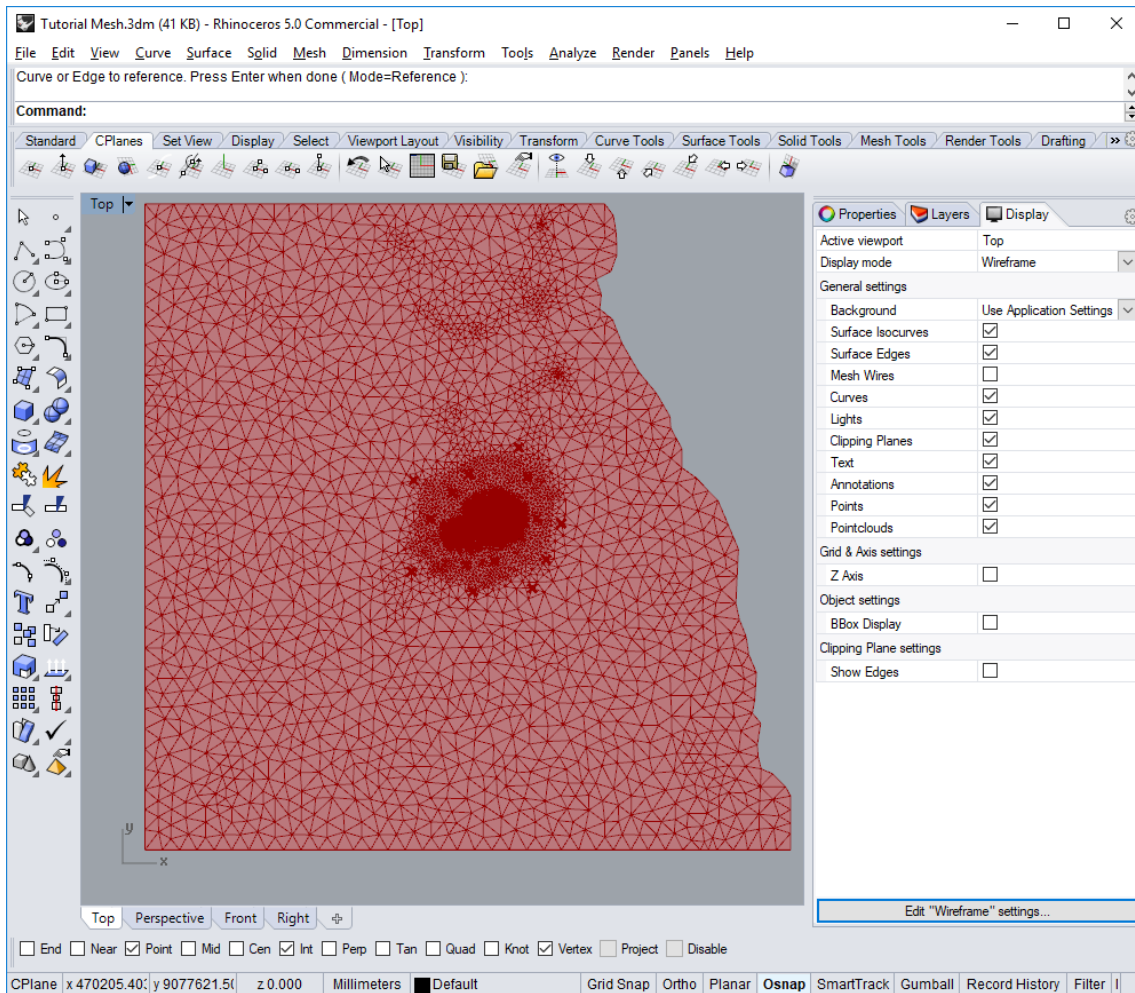 Tutorial Mesh.3dm (41 KB) - Rhinoceros 5.0 Commercial - [Top]
File Edit View Curve Surface Solid Mesh Dimension Transform Tools Analyze Render Panels Help
Curve or Edge to reference. Press Enter when done ( Mode=Reference ):
Command:
Standard CPlanes Set View Display Select Viewport Layout Visibility Transform Curve Tools Surface Tools Solid Tools Mesh Tools Render Tools Drafting »
Top
Properties Layers Display
Active viewport Top
Display mode Wireframe
General settings
Background Use Application Settings
Surface Isocurves
Surface Edges
Mesh Wires
Curves
Lights
Clipping Planes
Text
Annotations
Points
Pointclouds
Grid & Axis settings
Z Axis
Object settings
BBox Display
Clipping Plane settings
Show Edges
y
x
Edit "Wireframe" settings...
Top Perspective Front Right
End Near Point Mid Cen Int Perp Tan Quad Knot Vertex Project Disable
CPlane x 470205.40 y 9077621.5 z 0.000 Millimeters Default Grid Snap Ortho Planar Osnap SmartTrack Gumball Record History Filter